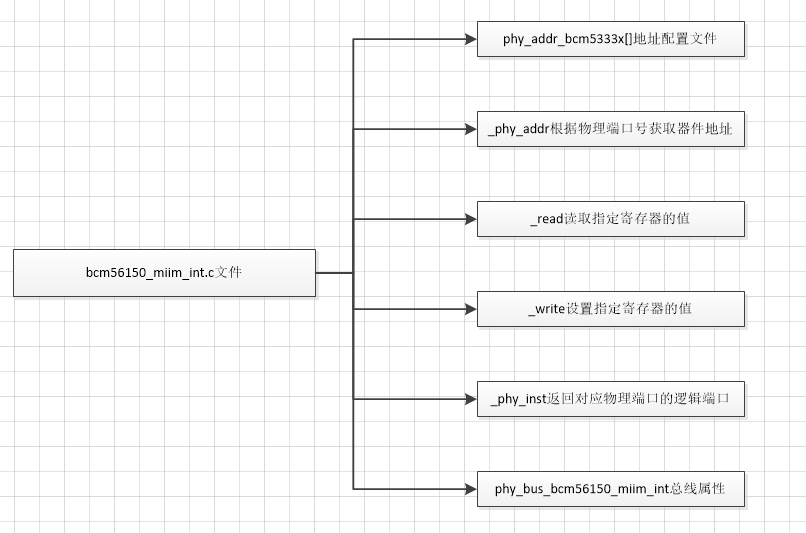 phy_addr_bcm5333x[]地址配置文件
_phy_addr根据物理端口号获取器件地址
_read读取指定寄存器的值
bcm56150_miim_int.c文件
_write设置指定寄存器的值
_phy_inst返回对应物理端口的逻辑端口
phy_bus_bcm56150_miim_int总线属性